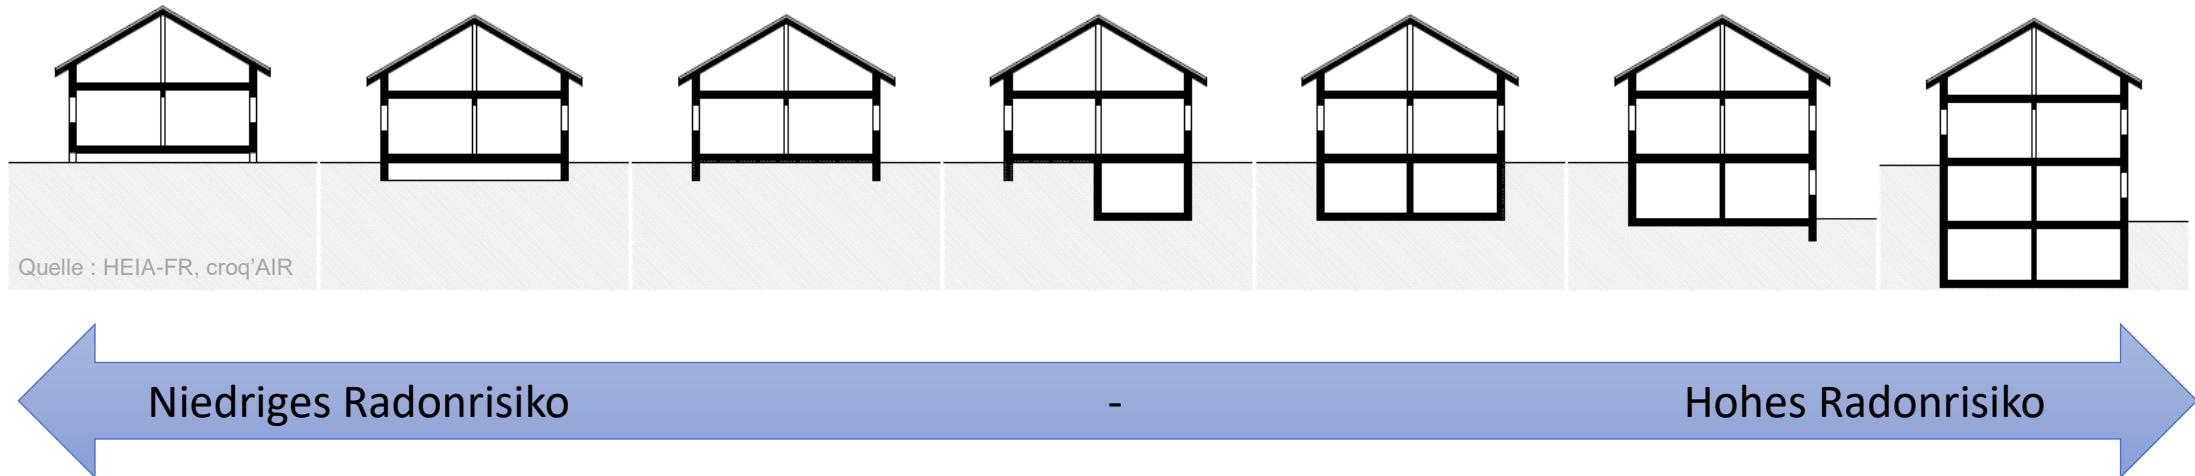 Quelle : HEIA-FR, croq'AIR
Niedriges Radonrisiko - Hohes Radonrisiko